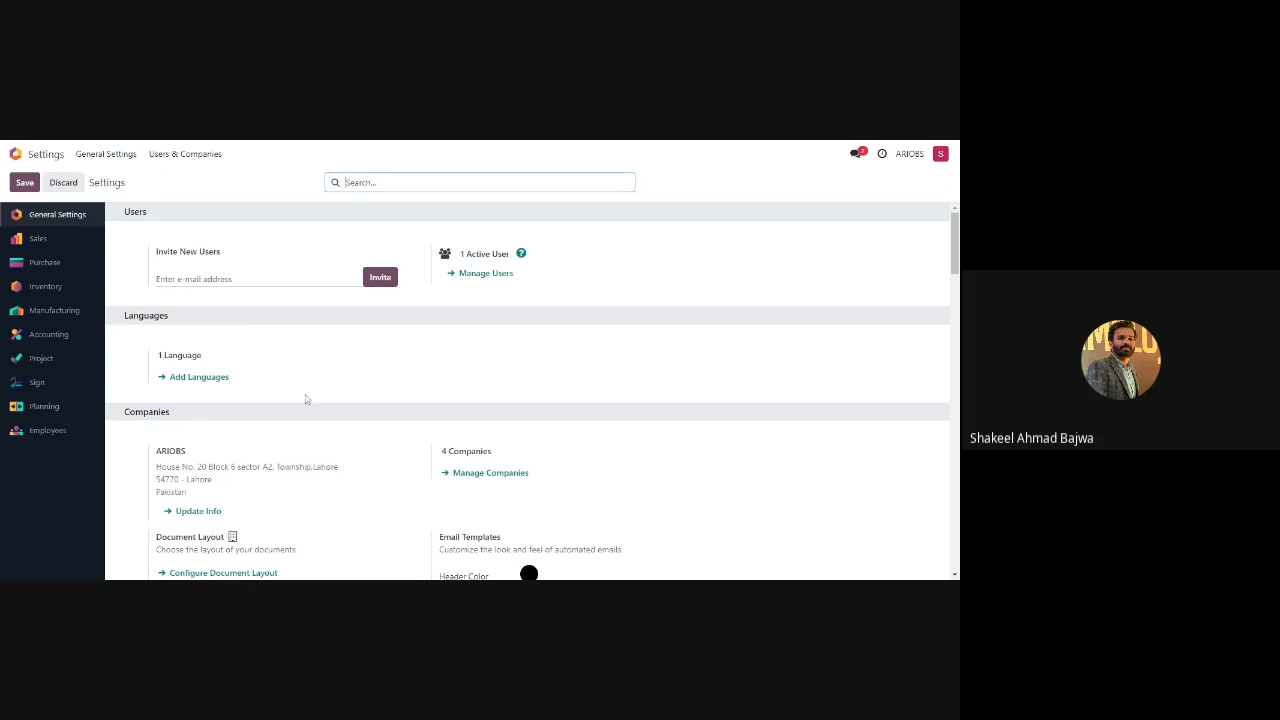 Settings General Settings Users & Companies 2 ARIOBS S
Save Discard Settings Search...
General Settings
Sales
Purchase
Inventory
Manufacturing
Accounting
Project
Sign
Planning
Employees
Users
Invite New Users
Enter e-mail address Invite
1 Active User ?
Manage Users
Languages
1 Language
Add Languages
Companies
ARIOBS
House No. 20 Block 6 sector A2, Township,Lahore
54770 - Lahore
Pakistan
Update Info
4 Companies
Manage Companies
Document Layout
Choose the layout of your documents
Configure Document Layout
Email Templates
Customize the look and feel of automated emails
Header Color
Shakeel Ahmad Bajwa